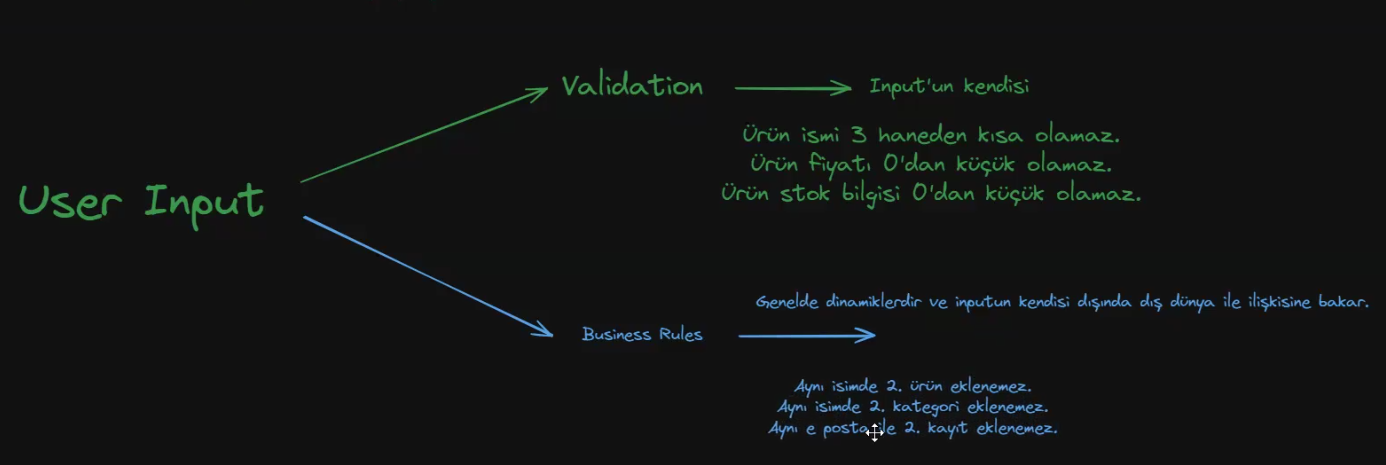 User Input
Validation
Input'un kendisi
Ürün ismi 3 haneden kısa olamaz.
Ürün fiyatı 0'dan küçük olamaz.
Ürün stok bilgisi 0'dan küçük olamaz.
Business Rules
Genelde dinamiklerdir ve inputun kendisi dışında dış dünya ile ilişkisine bakar.
Aynı isimde 2. ürün eklenemez.
Aynı isimde 2. kategori eklenemez.
Aynı e posta ile 2. kayıt eklenemez.